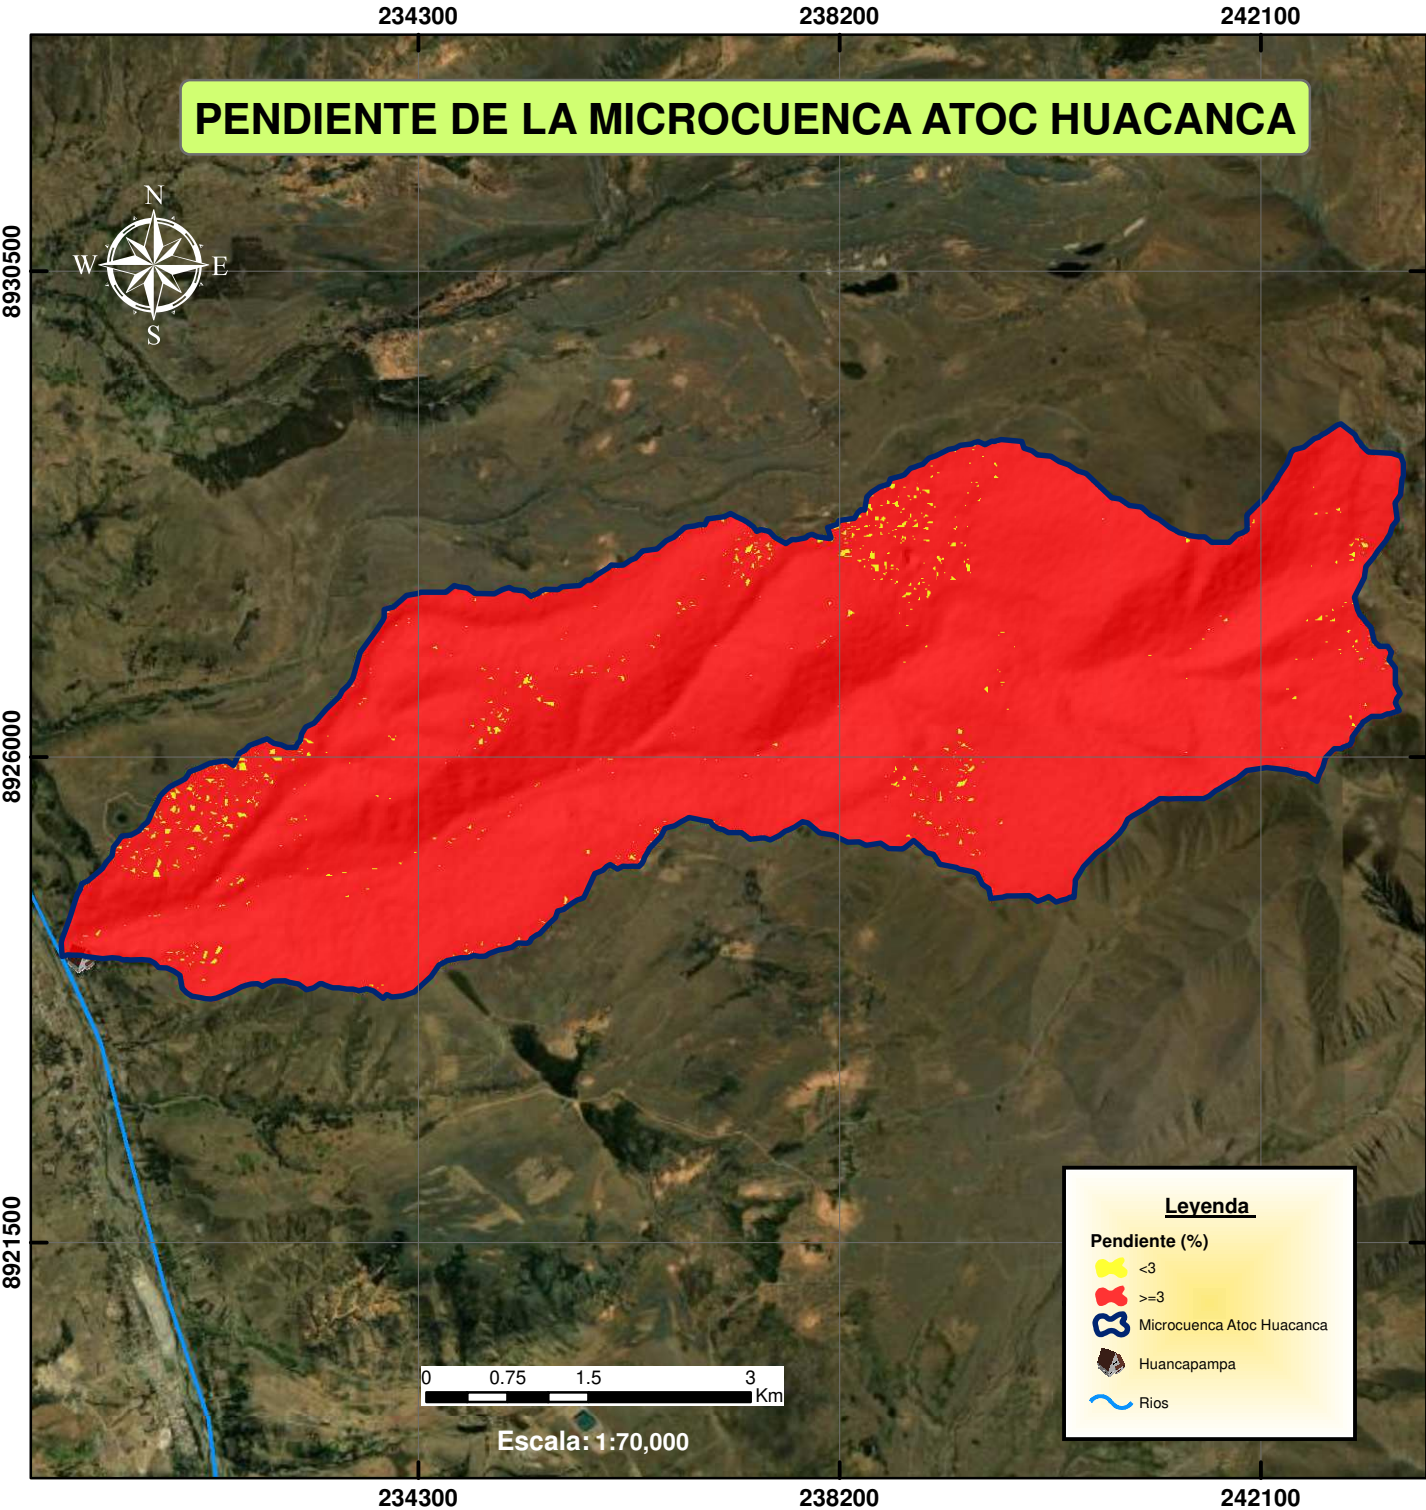 234300 238200 242100
PENDIENTE DE LA MICROCUENCA ATOC HUACANCA
N
W E
S
8930500
8926000
8921500
Leyenda
Pendiente (%)
<3
>=3
Microcuenca Atoc Huacanca
Huancapampa
Rios
0 0.75 1.5 3
Km
Escala: 1:70,000
234300 238200 242100